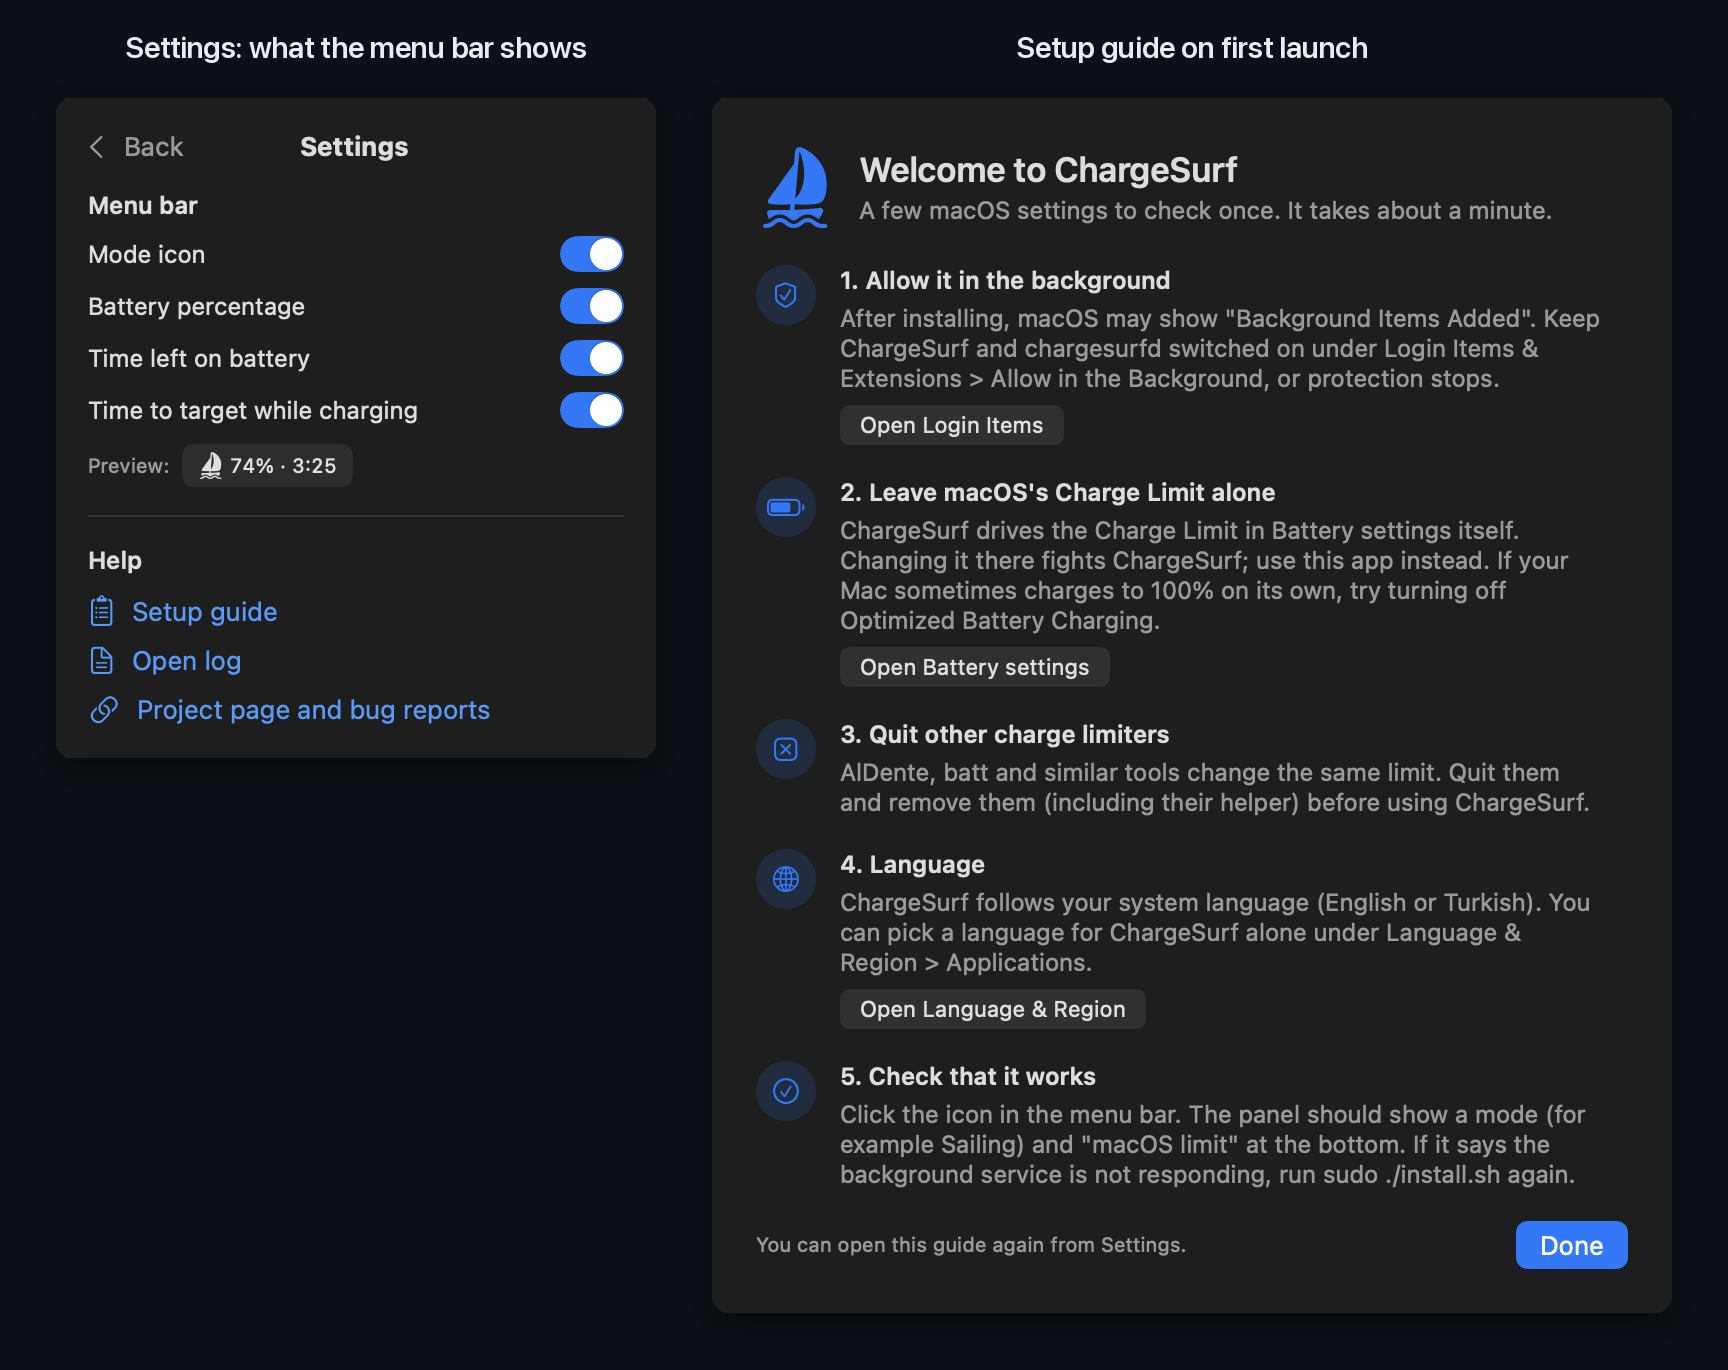 Settings: what the menu bar shows
Back
Settings
Menu bar
Mode icon
Battery percentage
Time left on battery
Time to target while charging
Preview: 74% · 3:25
Help
Setup guide
Open log
Project page and bug reports
Setup guide on first launch
Welcome to ChargeSurf
A few macOS settings to check once. It takes about a minute.
1. Allow it in the background
After installing, macOS may show "Background Items Added". Keep
ChargeSurf and chargesurfd switched on under Login Items &
Extensions > Allow in the Background, or protection stops.
Open Login Items
2. Leave macOS's Charge Limit alone
ChargeSurf drives the Charge Limit in Battery settings itself.
Changing it there fights ChargeSurf; use this app instead. If your
Mac sometimes charges to 100% on its own, try turning off
Optimized Battery Charging.
Open Battery settings
3. Quit other charge limiters
AlDente, batt and similar tools change the same limit. Quit them
and remove them (including their helper) before using ChargeSurf.
4. Language
ChargeSurf follows your system language (English or Turkish). You
can pick a language for ChargeSurf alone under Language &
Region > Applications.
Open Language & Region
5. Check that it works
Click the icon in the menu bar. The panel should show a mode (for
example Sailing) and "macOS limit" at the bottom. If it says the
background service is not responding, run sudo ./install.sh again.
You can open this guide again from Settings.
Done